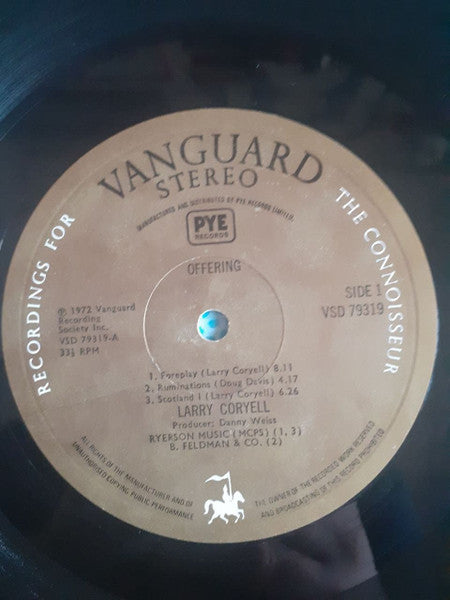 VANGUARD
STEREO
RECORDINGS FOR THE CONNOISSEUR
MANUFACTURED AND DISTRIBUTED BY PYE RECORDS LIMITED.
PYE
RECORDS
OFFERING
℗ 1972 Vanguard
Recording
Society Inc.
VSD 79319-A
33⅓ RPM
SIDE 1
VSD 79319
1. Foreplay (Larry Coryell) 8.11
2. Ruminations (Doug Davis) 4.17
3. Scotland I (Larry Coryell) 6.26
LARRY CORYELL
Producer: Danny Weiss
RYERSON MUSIC (MCPS) (1, 3)
B. FELDMAN & CO. (2)
ALL RIGHTS OF THE MANUFACTURER AND OF THE OWNER OF THE RECORDED WORK RESERVED
UNAUTHORISED COPYING PUBLIC PERFORMANCE AND BROADCASTING OF THIS RECORD PROHIBITED